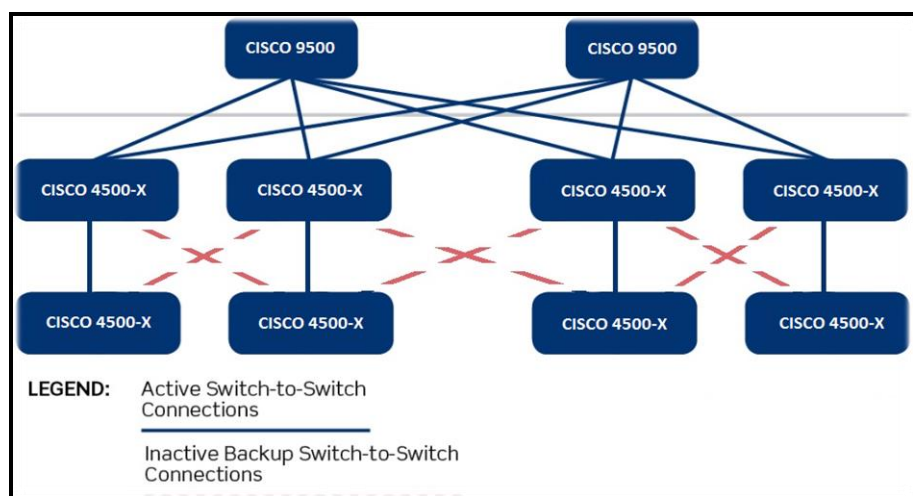 CISCO 9500
CISCO 9500
CISCO 4500-X
CISCO 4500-X
CISCO 4500-X
CISCO 4500-X
CISCO 4500-X
CISCO 4500-X
CISCO 4500-X
CISCO 4500-X
LEGEND:
Active Switch-to-Switch
Connections
Inactive Backup Switch-to-Switch
Connections